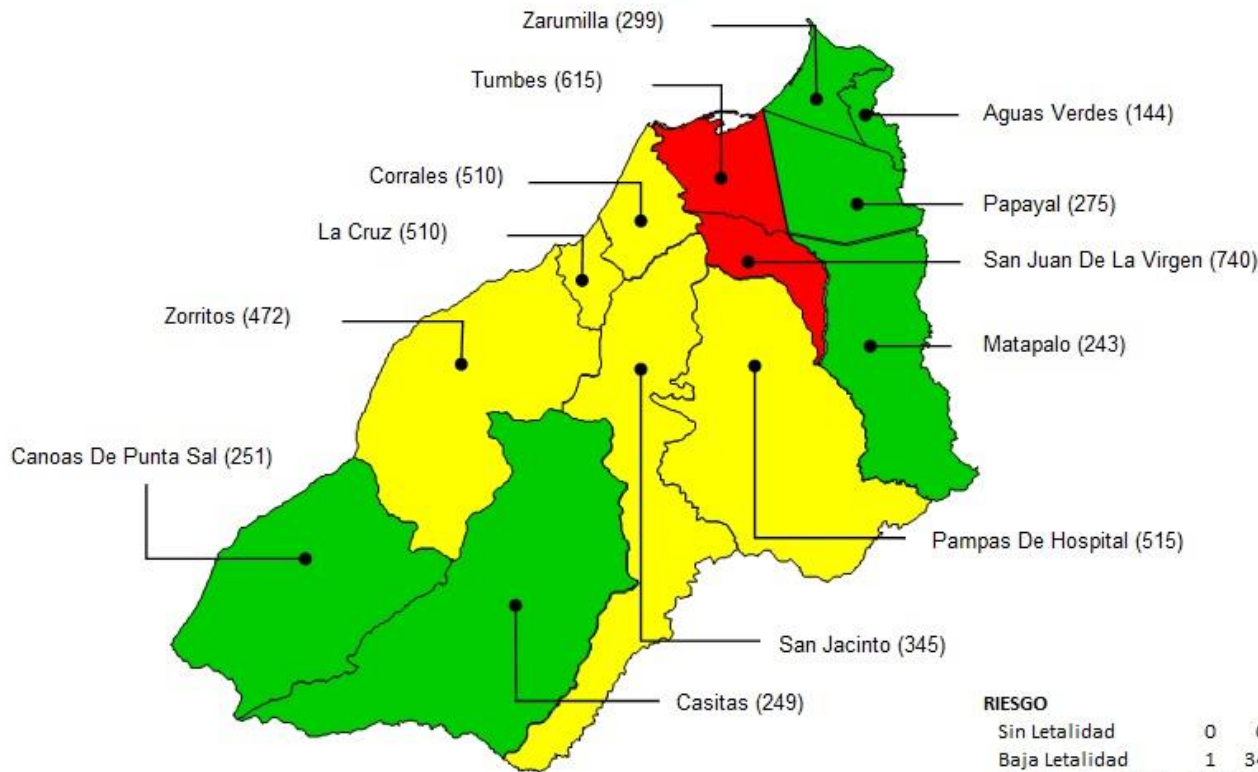 Zarumilla (299)
Tumbes (615)
Aguas Verdes (144)
Corrales (510)
Papayal (275)
La Cruz (510)
San Juan De La Virgen (740)
Zorritos (472)
Matapalo (243)
Canoas De Punta Sal (251)
Pampas De Hospital (515)
San Jacinto (345)
Casitas (249)
RIESGO
Sin Letalidad 0
Baja Letalidad 1